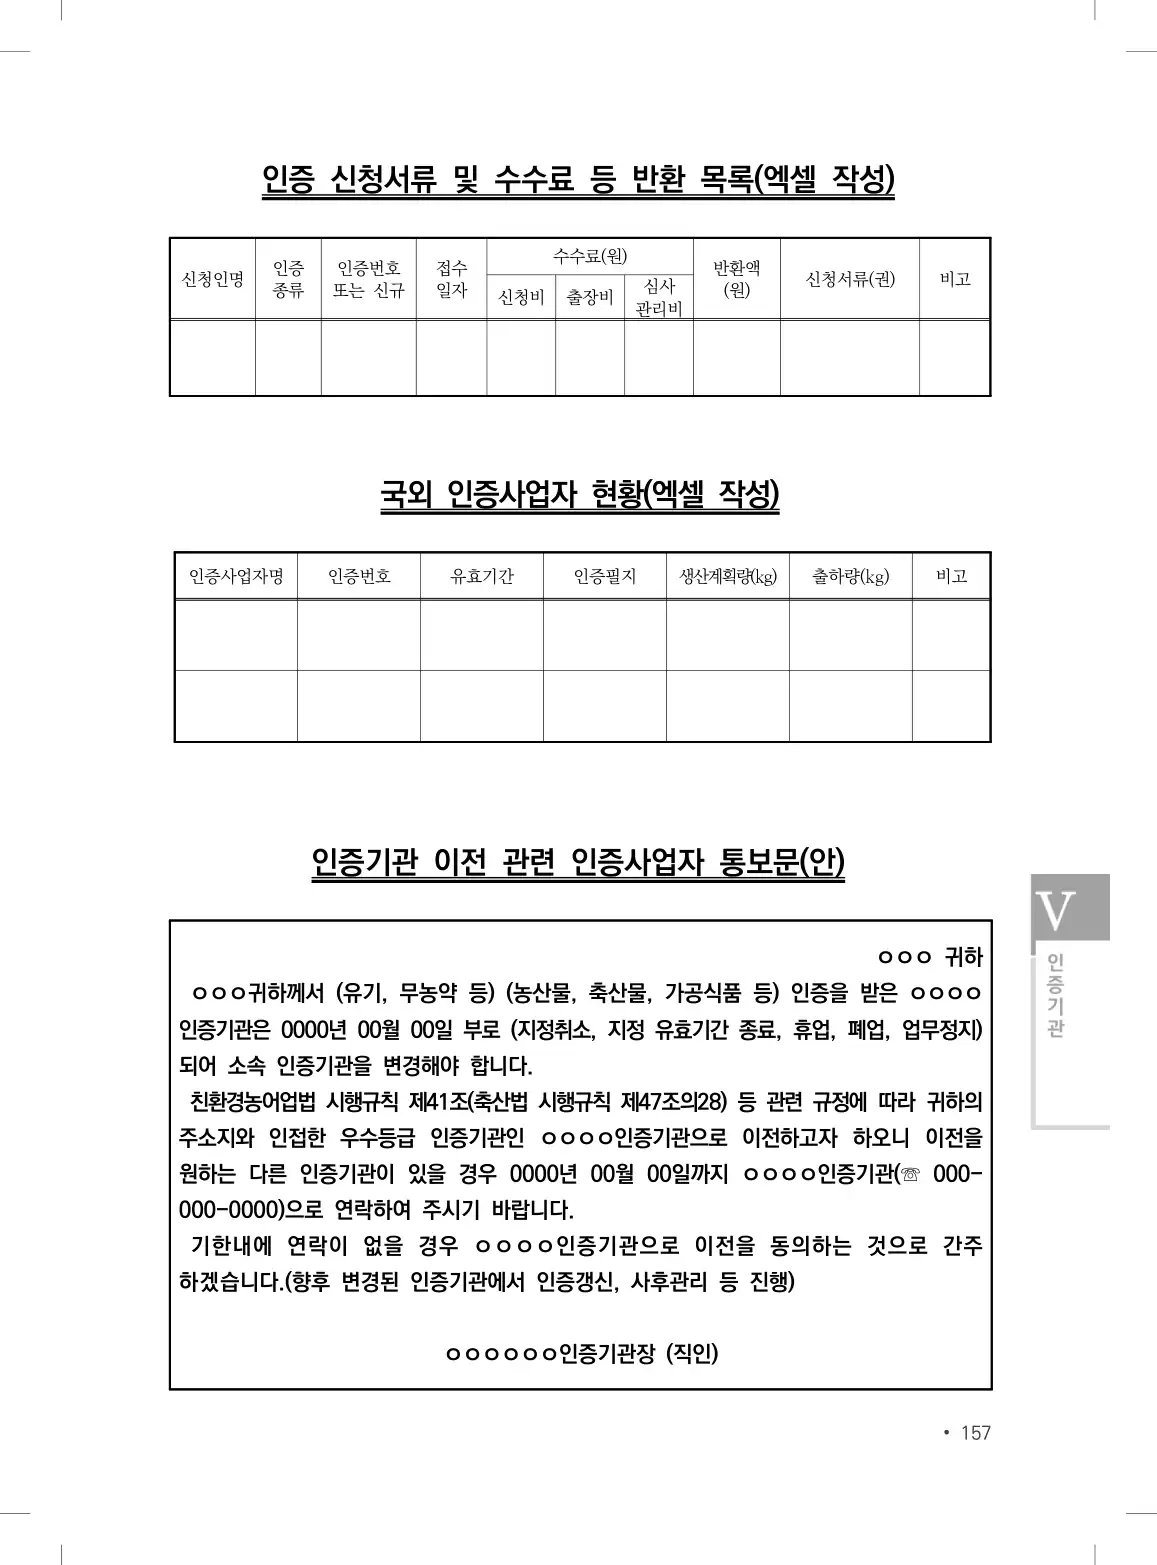 인증 신청서류 및 수수료 등 반환 목록(엑셀 작성)
신청인명 인증 종류 인증번호 또는 신규 접수 일자 수수료(원) 반환액 (원) 신청서류(권) 비고
신청비 출장비 심사 관리비
국외 인증사업자 현황(엑셀 작성)
인증사업자명 인증번호 유효기간 인증필지 생산계획량(kg) 출하량(kg) 비고
인증기관 이전 관련 인증사업자 통보문(안)
ㅇㅇㅇ 귀하
ㅇㅇㅇ귀하께서 (유기, 무농약 등) (농산물, 축산물, 가공식품 등) 인증을 받은 ㅇㅇㅇㅇ
인증기관은 0000년 00월 00일 부로 (지정취소, 지정 유효기간 종료, 휴업, 폐업, 업무정지)
되어 소속 인증기관을 변경해야 합니다.
친환경농어업법 시행규칙 제41조(축산법 시행규칙 제47조의28) 등 관련 규정에 따라 귀하의
주소지와 인접한 우수등급 인증기관인 ㅇㅇㅇㅇ인증기관으로 이전하고자 하오니 이전을
원하는 다른 인증기관이 있을 경우 0000년 00월 00일까지 ㅇㅇㅇㅇ인증기관(☏ 000-
000-0000)으로 연락하여 주시기 바랍니다.
기한내에 연락이 없을 경우 ㅇㅇㅇㅇ인증기관으로 이전을 동의하는 것으로 간주
하겠습니다.(향후 변경된 인증기관에서 인증갱신, 사후관리 등 진행)
ㅇㅇㅇㅇㅇㅇ인증기관장 (직인)
V
인증기관
• 157